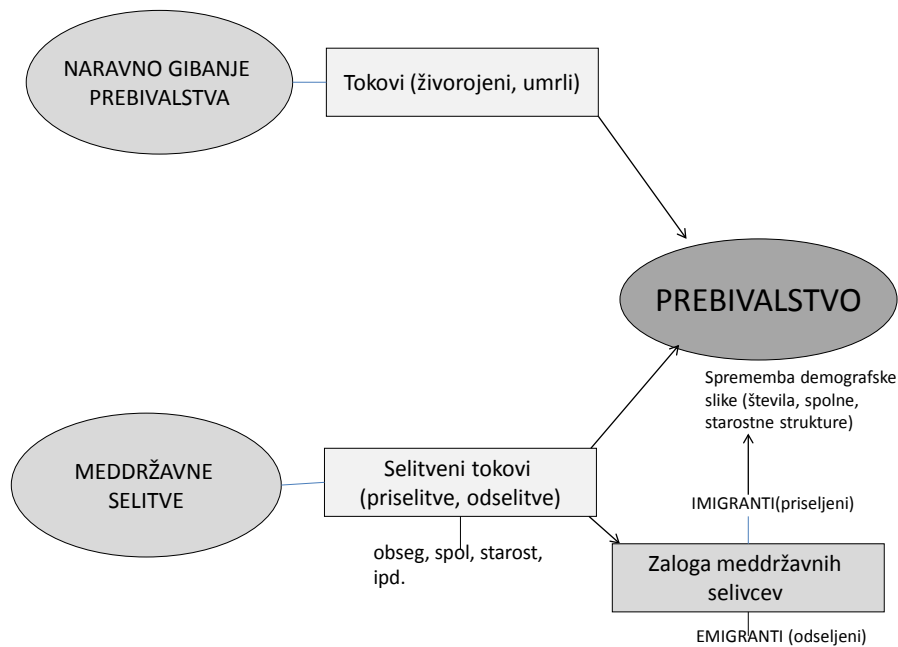 NARAVNO GIBANJE
PREBIVALSTVA
Tokovi (živorojeni, umrli)
PREBIVALSTVO
Sprememba demografske
slike (števila, spolne,
starostne strukture)
MEDDRŽAVNE
SELITVE
Selitveni tokovi
(priselitve, odselitve)
obseg, spol, starost,
ipd.
IMIGRANTI(priseljeni)
Zaloga meddržavnih
selivcev
EMIGRANTI (odseljeni)